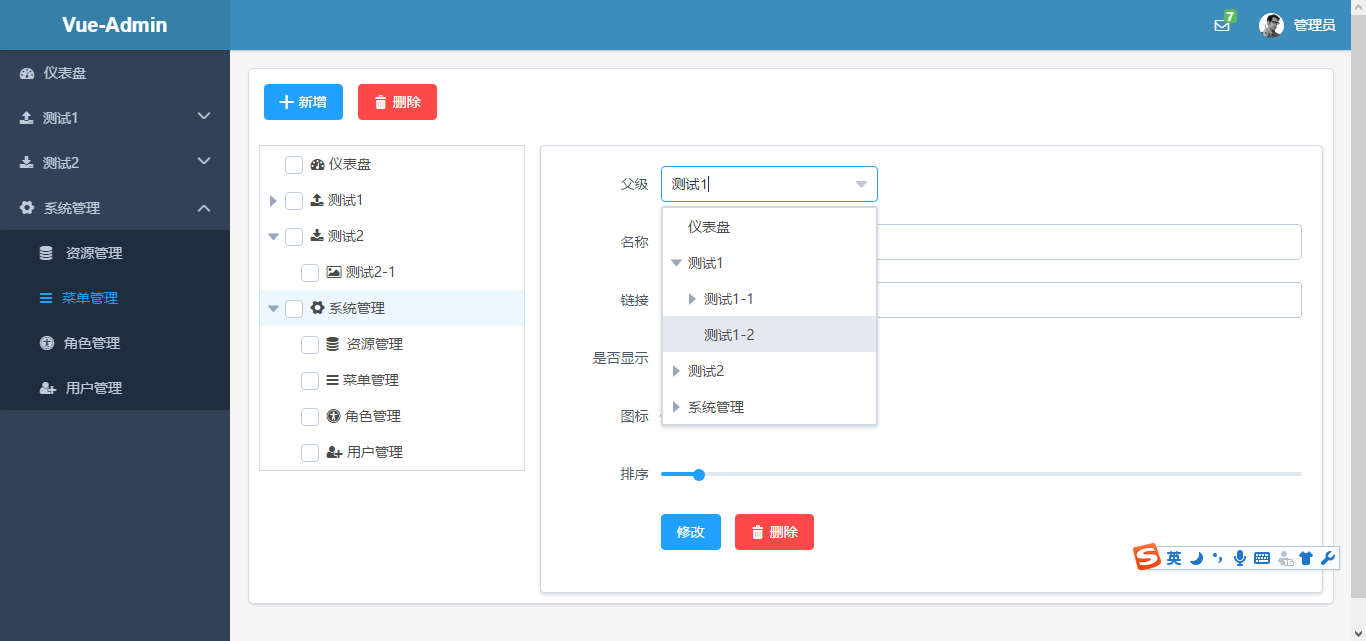 Vue-Admin
7
管理员
仪表盘
测试1
测试2
系统管理
资源管理
菜单管理
角色管理
用户管理
新增
删除
仪表盘
测试1
测试2
测试2-1
系统管理
资源管理
菜单管理
角色管理
用户管理
父级
测试1
仪表盘
测试1
测试1-1
测试1-2
测试2
系统管理
名称
链接
是否显示
图标
排序
修改
删除
S英